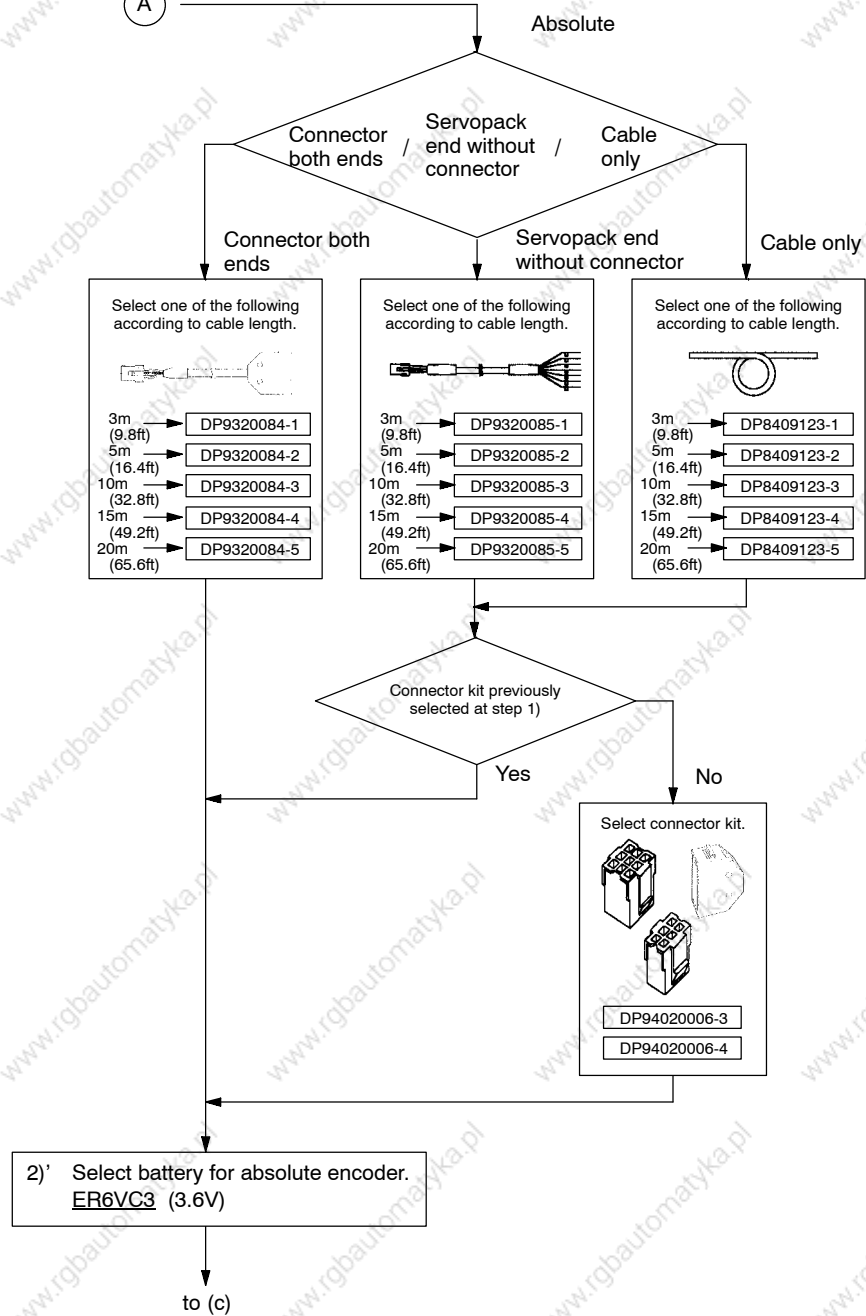 A
Absolute
Connector
both ends
/
Servopack
end without
connector
/
Cable
only
Connector both
ends
Servopack end
without connector
Cable only
Select one of the following
according to cable length.
3m
(9.8ft)
DP9320084-1
5m
(16.4ft)
DP9320084-2
10m
(32.8ft)
DP9320084-3
15m
(49.2ft)
DP9320084-4
20m
(65.6ft)
DP9320084-5
Select one of the following
according to cable length.
3m
(9.8ft)
DP9320085-1
5m
(16.4ft)
DP9320085-2
10m
(32.8ft)
DP9320085-3
15m
(49.2ft)
DP9320085-4
20m
(65.6ft)
DP9320085-5
Select one of the following
according to cable length.
3m
(9.8ft)
DP8409123-1
5m
(16.4ft)
DP8409123-2
10m
(32.8ft)
DP8409123-3
15m
(49.2ft)
DP8409123-4
20m
(65.6ft)
DP8409123-5
Connector kit previously
selected at step 1)
Yes
No
Select connector kit.
DP94020006-3
DP94020006-4
2)’ Select battery for absolute encoder.
ER6VC3 (3.6V)
to (c)
www.rgbautomatyka.pl